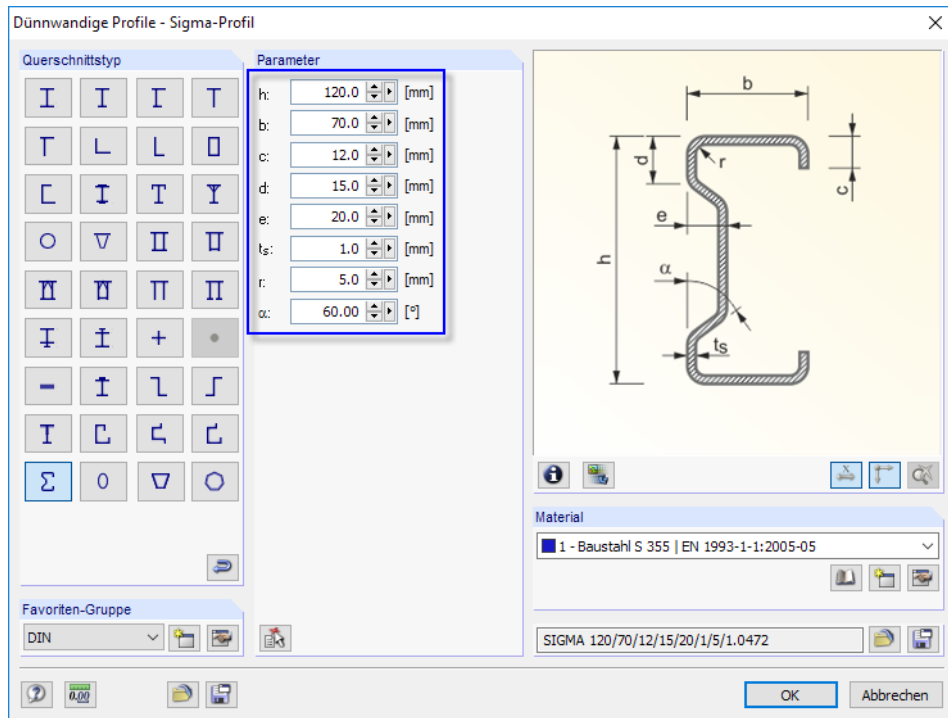 Dünnwandige Profile - Sigma-Profil
Querschnittstyp
Parameter
h: 120.0 [mm]
b: 70.0 [mm]
c: 12.0 [mm]
d: 15.0 [mm]
e: 20.0 [mm]
ts: 1.0 [mm]
r: 5.0 [mm]
α: 60.00 [°]
b
d
r
c
e
h
α
ts
X
Material
1 - Baustahl S 355 | EN 1993-1-1:2005-05
Favoriten-Gruppe
DIN
SIGMA 120/70/12/15/20/1/5/1.0472
0.00
OK
Abbrechen